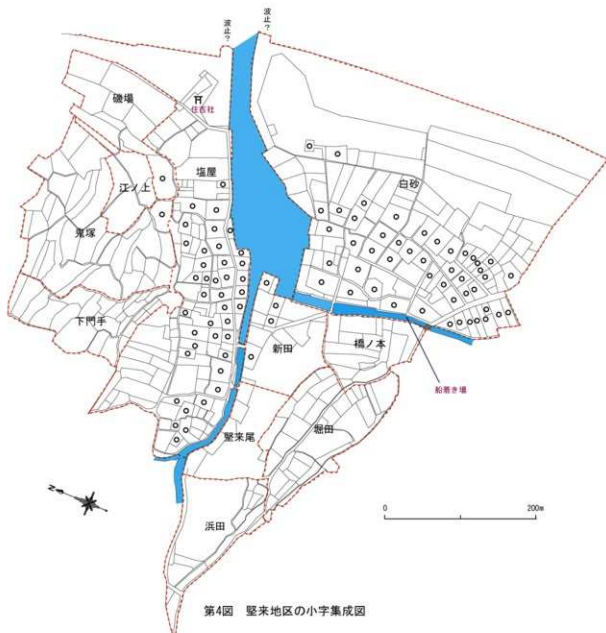 波止?
波止?
磯場
住吉社
塩屋
白砂
江ノ上
鬼塚
下門手
新田
橋ノ本
船着き場
堅来尾
堀田
浜田
N
0
200m
第4図 堅来地区の小字集成図